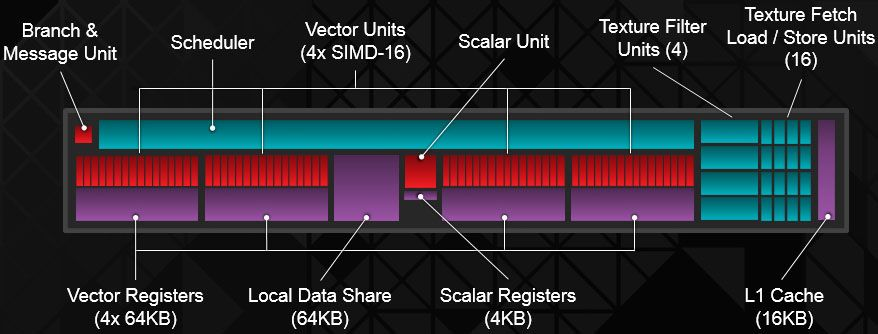 Branch &
Message Unit
Scheduler
Vector Units
(4x SIMD-16)
Scalar Unit
Texture Filter
Units (4)
Texture Fetch
Load / Store Units
(16)
Vector Registers
(4x 64KB)
Local Data Share
(64KB)
Scalar Registers
(4KB)
L1 Cache
(16KB)